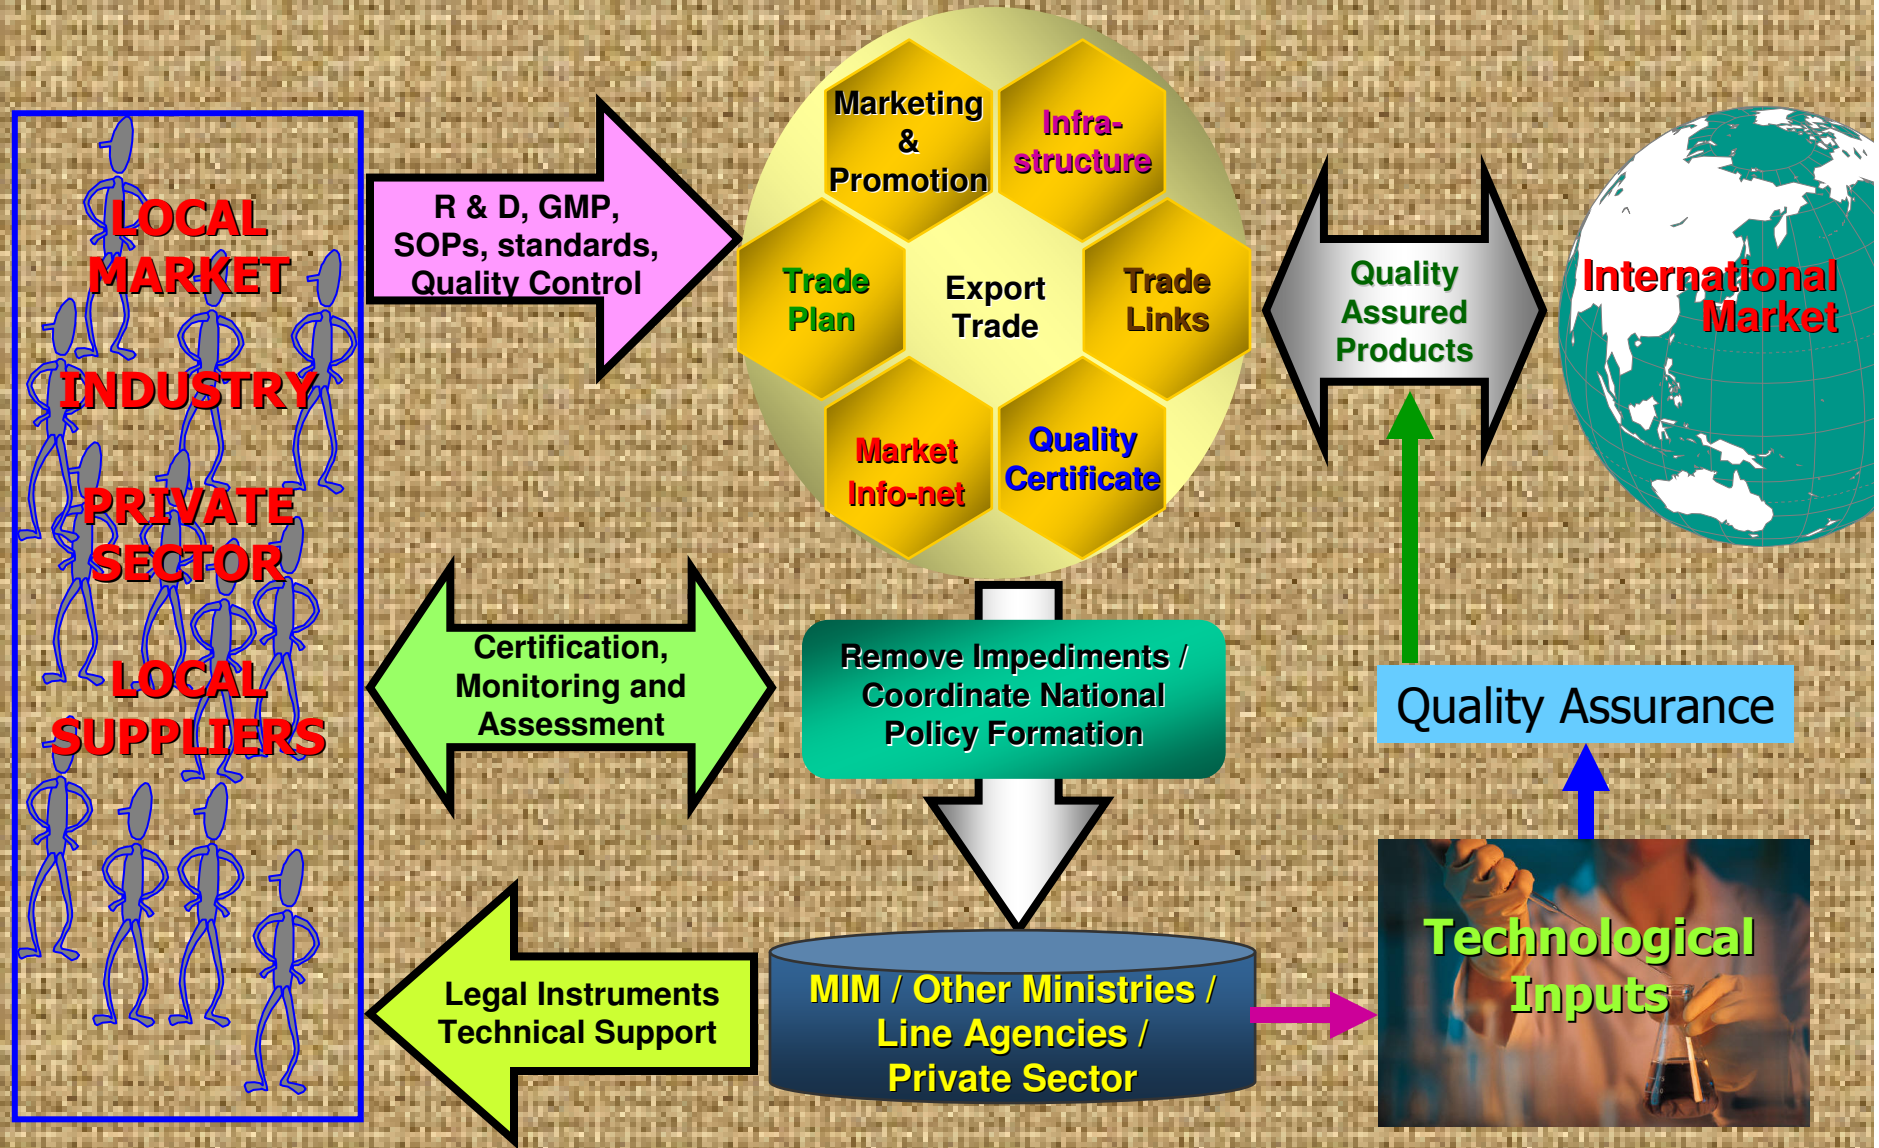 LOCAL
MARKET
INDUSTRY
PRIVATE
SECTOR
LOCAL
SUPPLIERS
R & D, GMP,
SOPs, standards,
Quality Control
Marketing
&
Promotion
Infra-
structure
Trade
Plan
Export
Trade
Trade
Links
Market
Info-net
Quality
Certificate
Quality
Assured
Products
International
Market
Certification,
Monitoring and
Assessment
Remove Impediments /
Coordinate National
Policy Formation
Quality Assurance
Legal Instruments
Technical Support
MIM / Other Ministries /
Line Agencies /
Private Sector
Technological
Inputs